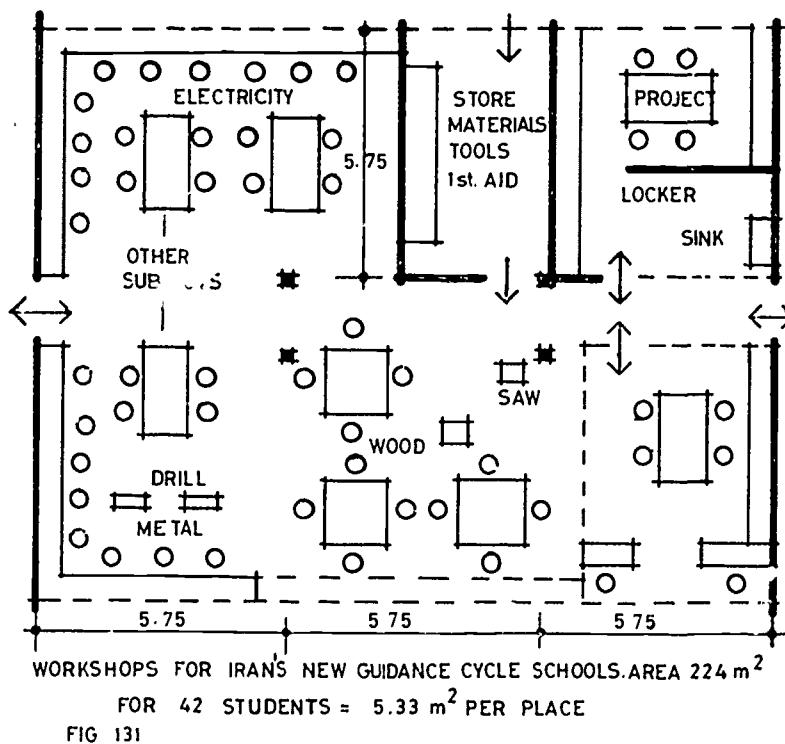 ELECTRICITY
STORE
MATERIALS
TOOLS
1st. AID
PROJECT
5.75
LOCKER
SINK
OTHER
SAW
WOOD
DRILL
METAL
5.75
5.75
5.75
WORKSHOPS FOR IRAN'S NEW GUIDANCE CYCLE SCHOOLS. AREA 224 m²
FOR 42 STUDENTS = 5.33 m² PER PLACE
FIG 131